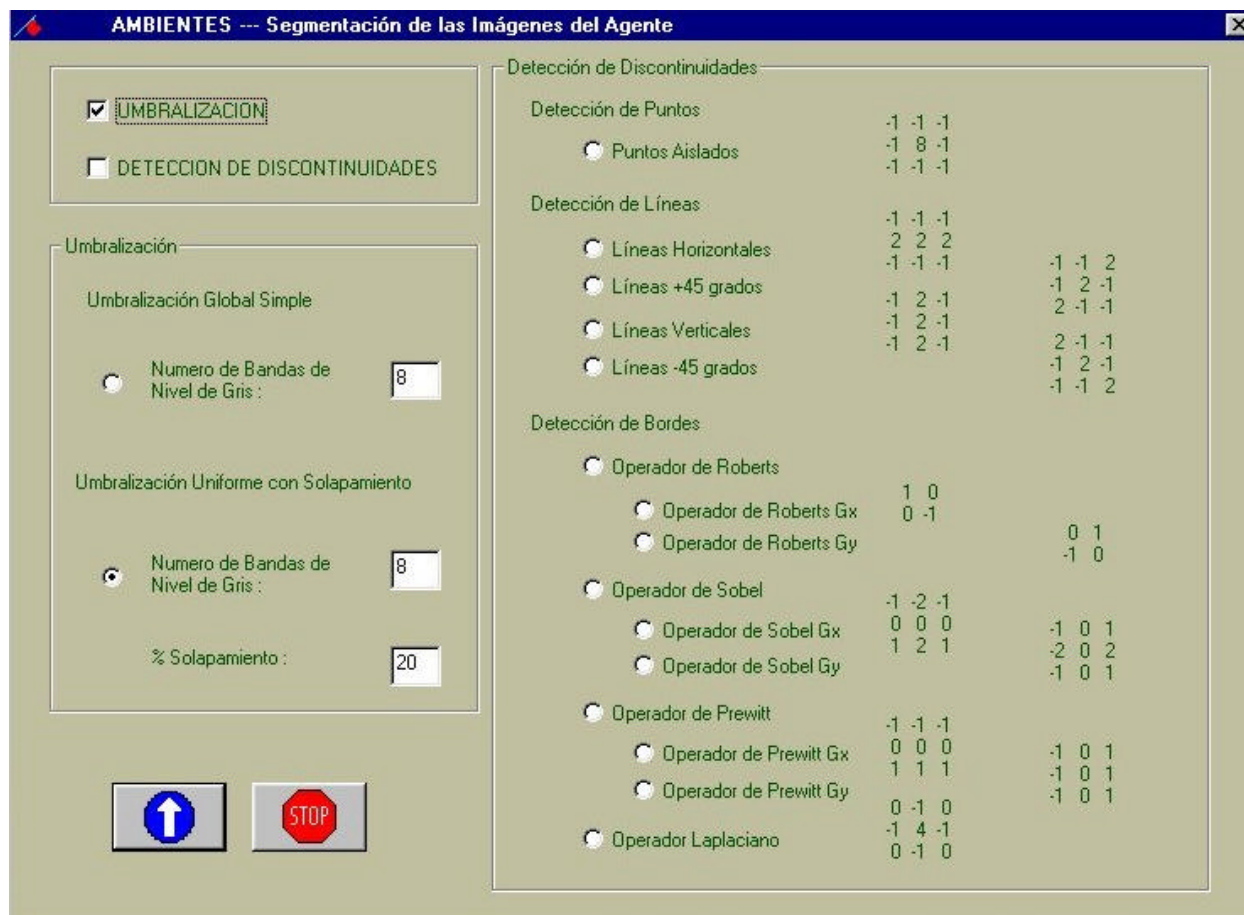 AMBIENTES --- Segmentación de las Imágenes del Agente
UMBRALIZACION
DETECCION DE DISCONTINUIDADES
Umbralización
Umbralización Global Simple
Numero de Bandas de
Nivel de Gris :
8
Umbralización Uniforme con Solapamiento
Numero de Bandas de
Nivel de Gris :
8
% Solapamiento :
20
STOP
Detección de Discontinuidades
Detección de Puntos
Puntos Aislados
-1 -1 -1
-1 8 -1
-1 -1 -1
Detección de Líneas
Líneas Horizontales
-1 -1 -1
2 2 2
-1 -1 -1
Líneas +45 grados
-1 -1 2
-1 2 -1
2 -1 -1
Líneas Verticales
-1 2 -1
-1 2 -1
-1 2 -1
Líneas -45 grados
2 -1 -1
-1 2 -1
-1 -1 2
Detección de Bordes
Operador de Roberts
Operador de Roberts Gx
1 0
0 -1
Operador de Roberts Gy
0 1
-1 0
Operador de Sobel
Operador de Sobel Gx
-1 -2 -1
0 0 0
1 2 1
Operador de Sobel Gy
-1 0 1
-2 0 2
-1 0 1
Operador de Prewitt
Operador de Prewitt Gx
-1 -1 -1
0 0 0
1 1 1
Operador de Prewitt Gy
-1 0 1
-1 0 1
-1 0 1
Operador Laplaciano
0 -1 0
-1 4 -1
0 -1 0